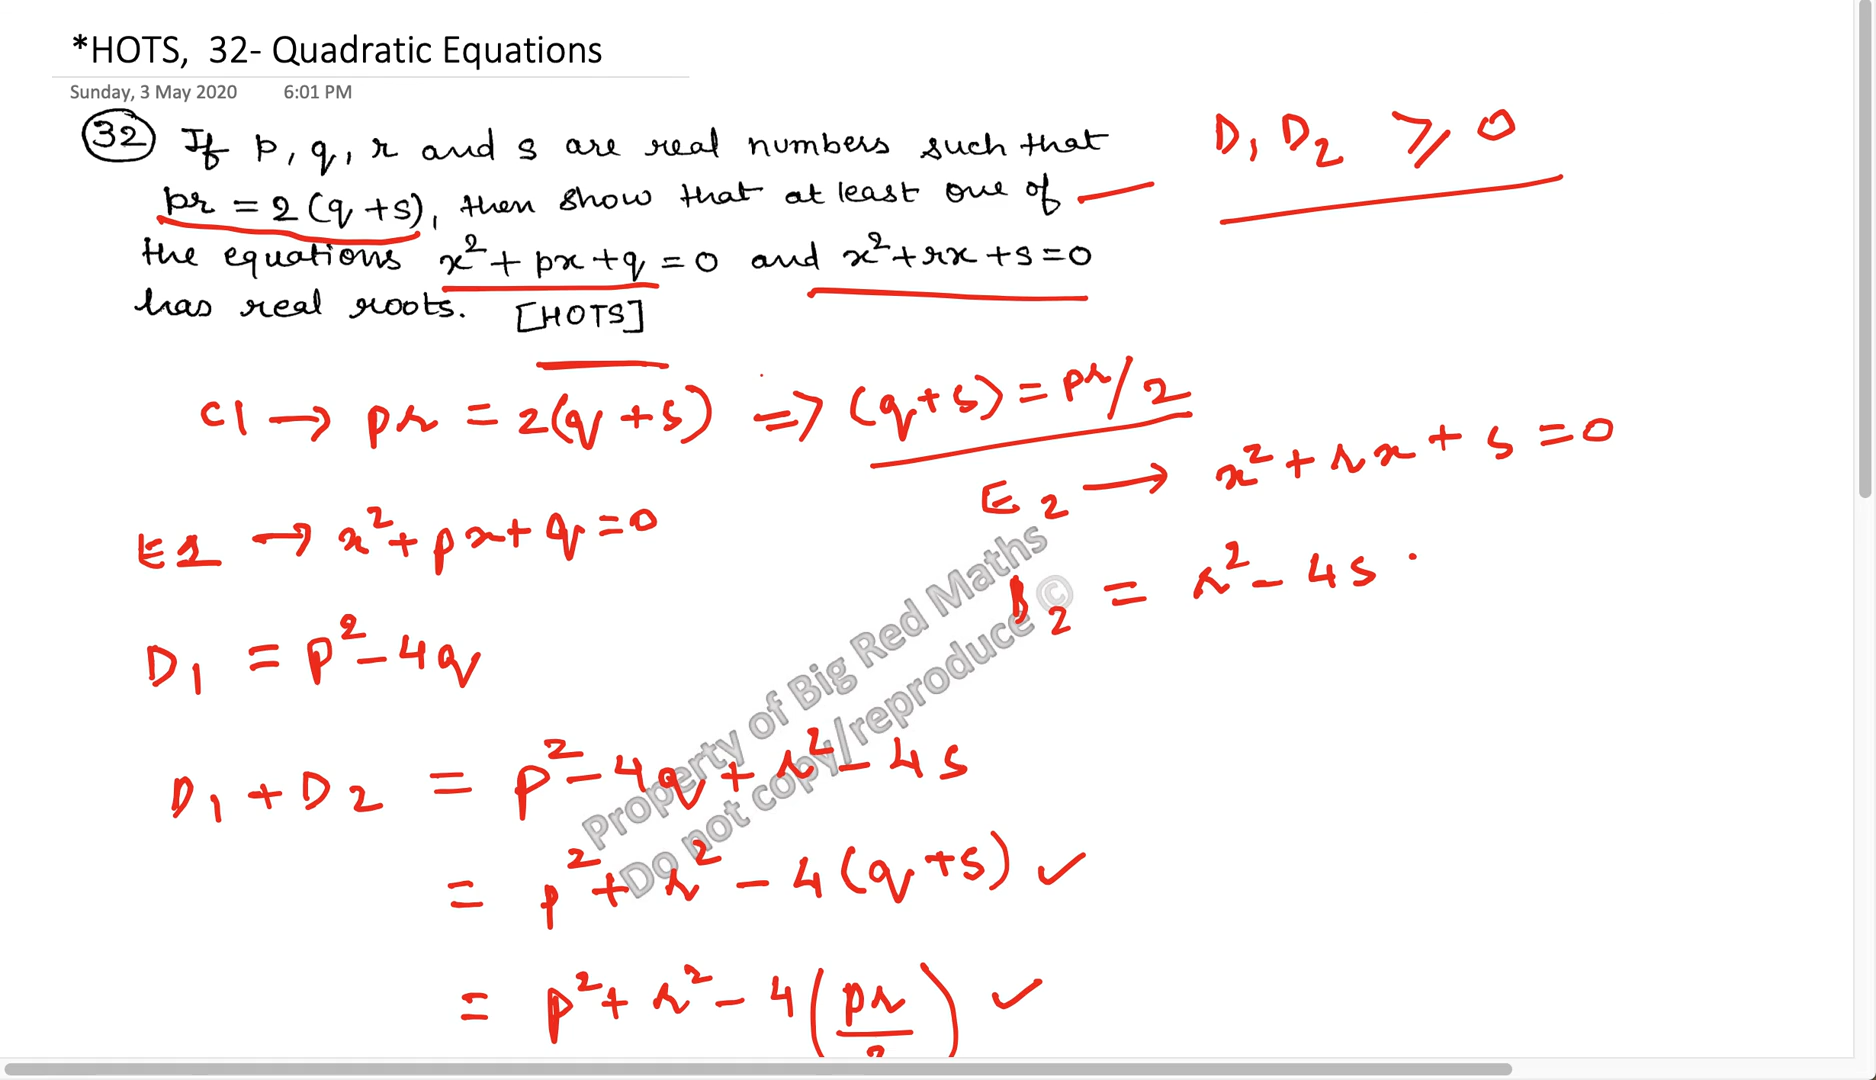 *HOTS, 32- Quadratic Equations
Sunday, 3 May 2020 6:01 PM
32 If p, q, r and s are real numbers such that
pr = 2(q+s), then show that at least one of
the equations x²+px+q=0 and x²+rx+s=0
has real roots. [HOTS]
D₁ D₂ ⩾ 0
C1 → pr = 2(q+s) ⇒ (q+s) = pr/2
E1 → x²+px+q=0
E₂ → x²+rx+s=0
D₁ = p²-4q
D₂ = r²-4s
D₁+D₂ = p²-4q+r²-4s
= p²+r²-4(q+s) ✓
= p²+r²-4(pr/2) ✓
Property of Big Red Maths ©
Do not copy/reproduce